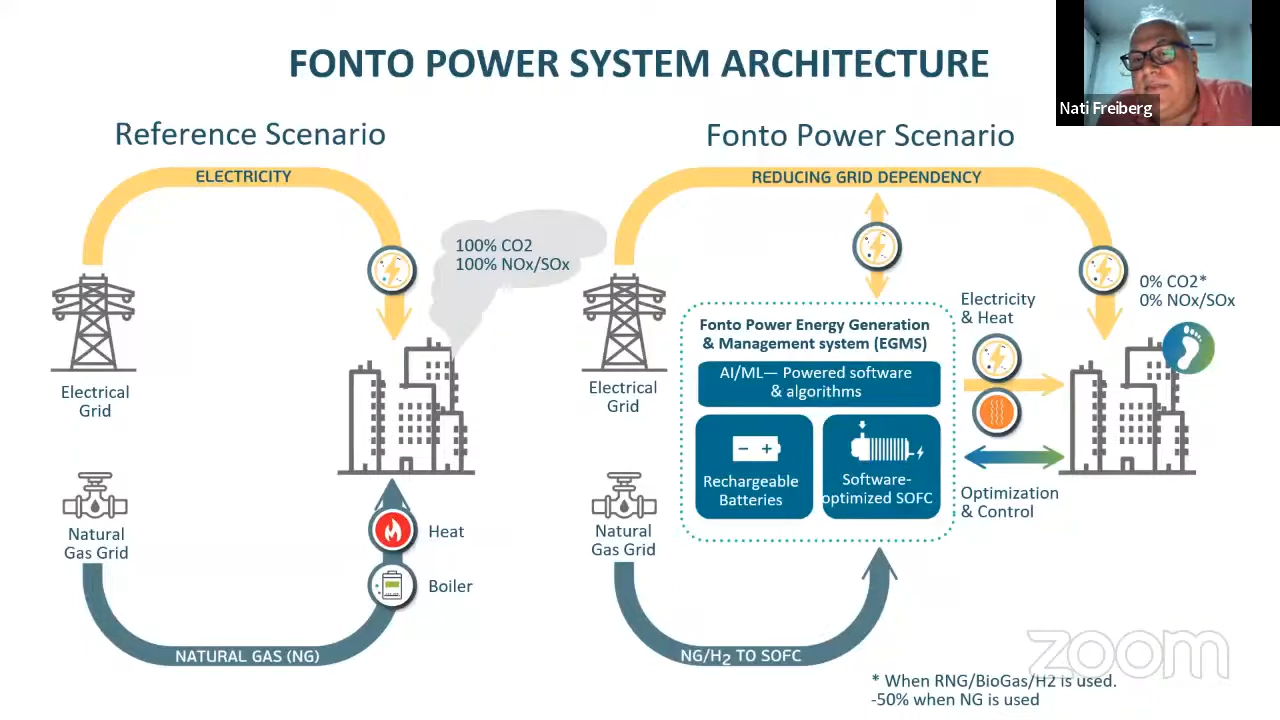 FONTO POWER SYSTEM ARCHITECTURE
Nati Freiberg
Reference Scenario
ELECTRICITY
100% CO2
100% NOx/SOx
Electrical
Grid
Natural
Gas Grid
Heat
Boiler
NATURAL GAS (NG)
Fonto Power Scenario
REDUCING GRID DEPENDENCY
0% CO2*
0% NOx/SOx
Electrical
Grid
Fonto Power Energy Generation
& Management system (EGMS)
AI/ML— Powered software
& algorithms
Rechargeable
Batteries
Software-
optimized SOFC
Electricity
& Heat
Optimization
& Control
Natural
Gas Grid
NG/H2 TO SOFC
zoom
* When RNG/BioGas/H2 is used.
-50% when NG is used